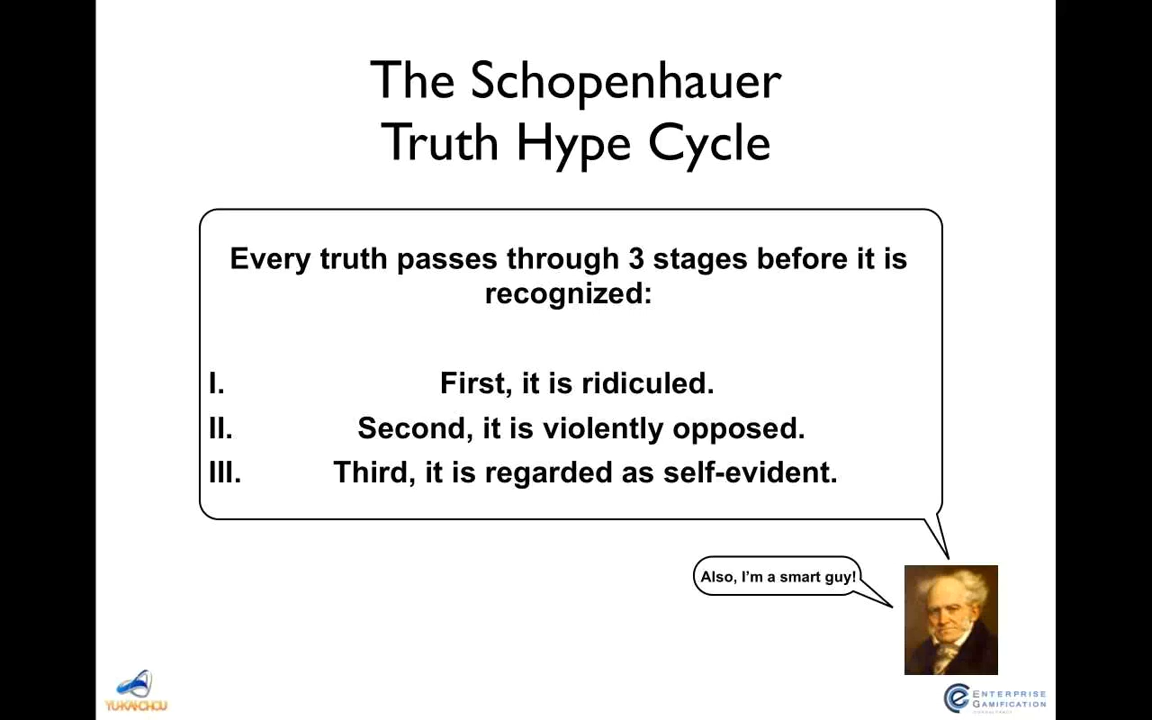 The Schopenhauer
Truth Hype Cycle
Every truth passes through 3 stages before it is
recognized:
I. First, it is ridiculed.
II. Second, it is violently opposed.
III. Third, it is regarded as self-evident.
Also, I'm a smart guy!
YU-KAI CHOU
ENTERPRISE
GAMIFICATION
CONSULTANCY